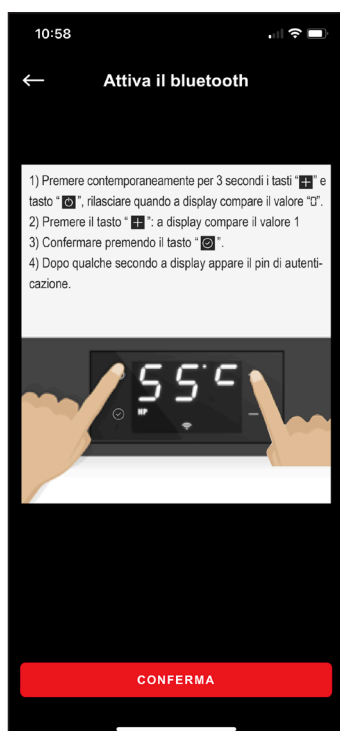 10:58
Attiva il bluetooth
1) Premere contemporaneamente per 3 secondi i tasti “+” e
tasto “⏻”, rilasciare quando a display compare il valore “0”.
2) Premere il tasto “+”: a display compare il valore 1
3) Confermare premendo il tasto “✓”.
4) Dopo qualche secondo a display appare il pin di autenti-
cazione.
55°C
HP
CONFERMA